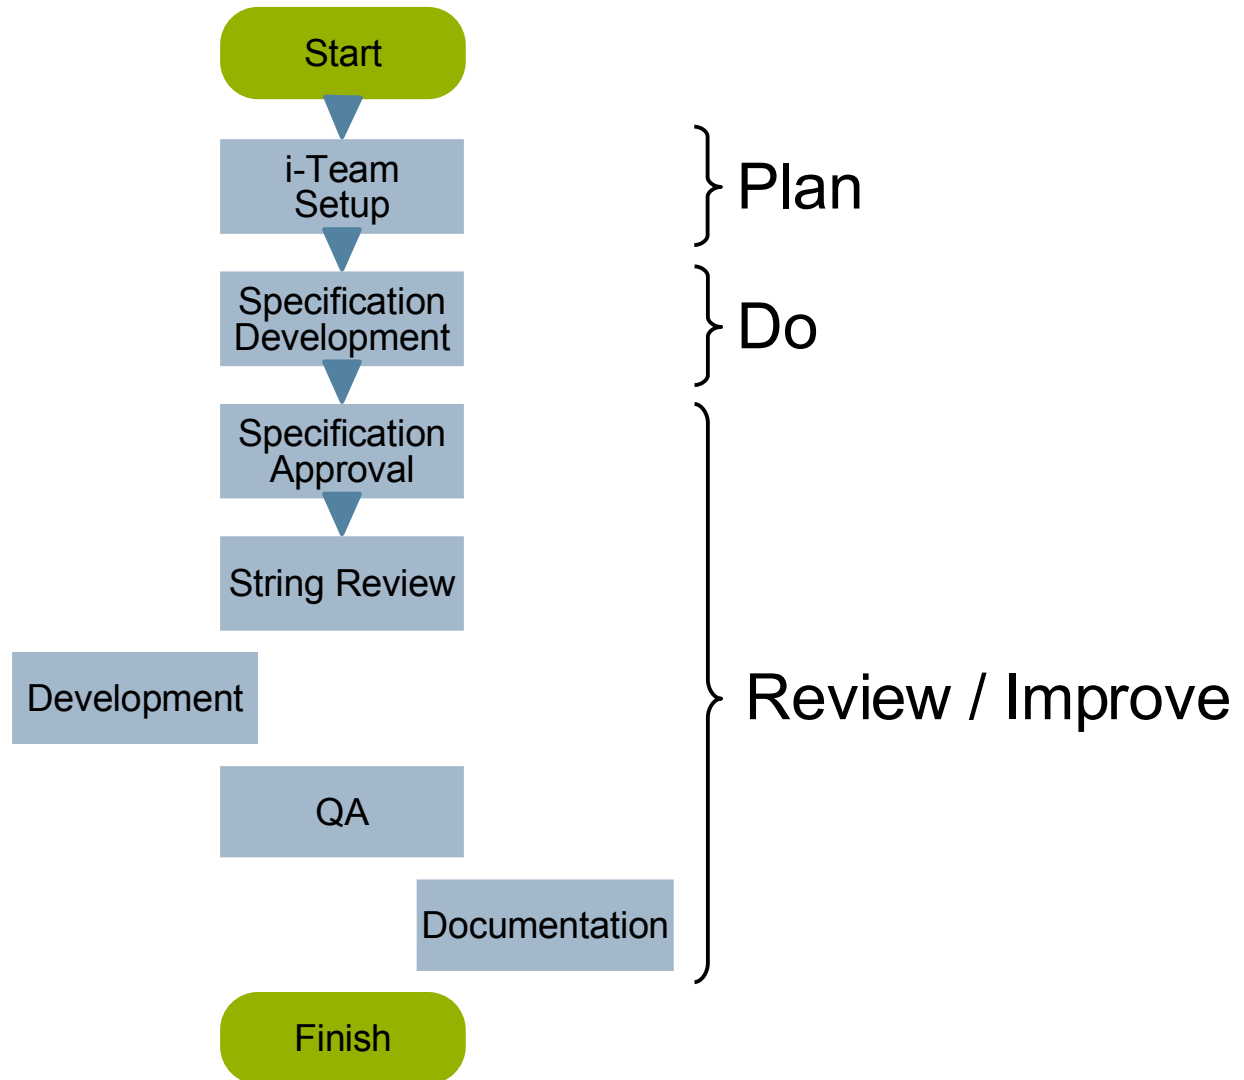 Start
i-Team
Setup
Plan
Specification
Development
Do
Specification
Approval
String Review
Development
Review / Improve
QA
Documentation
Finish